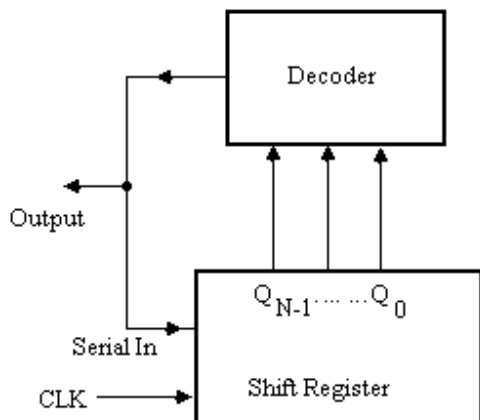 Decoder
Output
Q N-1 . ... ... Q 0
Serial In
CLK
Shift Register